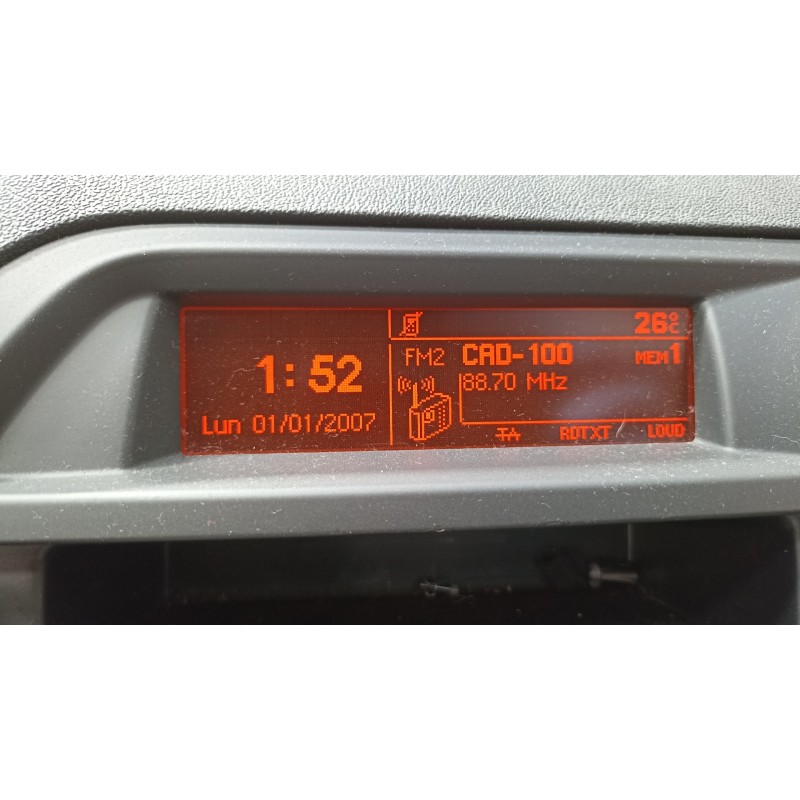 1:52
Lun 01/01/2007
26°C
FM2 CAD-100 MEM1
88.70 MHz
TA RDTXT LOUD